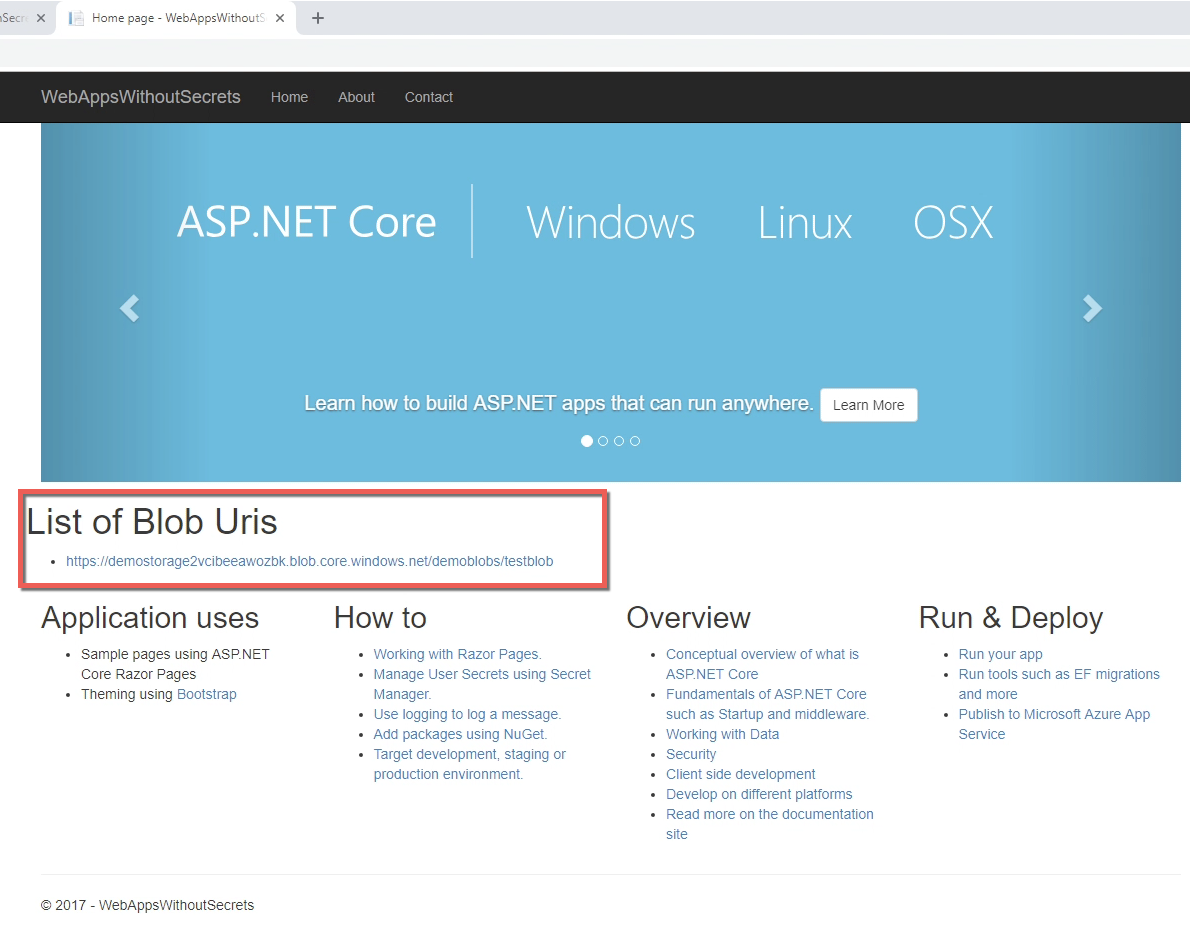 Home page - WebAppsWithoutS
WebAppsWithoutSecrets Home About Contact
ASP.NET Core Windows Linux OSX
Learn how to build ASP.NET apps that can run anywhere. Learn More
List of Blob Uris
https://demostorage2vcibeeawozbk.blob.core.windows.net/demoblobs/testblob
Application uses
Sample pages using ASP.NET
Core Razor Pages
Theming using Bootstrap
How to
Working with Razor Pages.
Manage User Secrets using Secret
Manager.
Use logging to log a message.
Add packages using NuGet.
Target development, staging or
production environment.
Overview
Conceptual overview of what is
ASP.NET Core
Fundamentals of ASP.NET Core
such as Startup and middleware.
Working with Data
Security
Client side development
Develop on different platforms
Read more on the documentation
site
Run & Deploy
Run your app
Run tools such as EF migrations
and more
Publish to Microsoft Azure App
Service
© 2017 - WebAppsWithoutSecrets